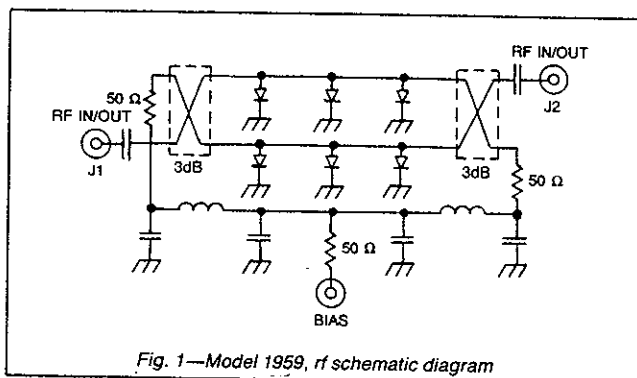 RF IN/OUT
J2
50 Ω
RF IN/OUT
J1
3dB
3dB
50 Ω
50 Ω
BIAS
Fig. 1—Model 1959, rf schematic diagram